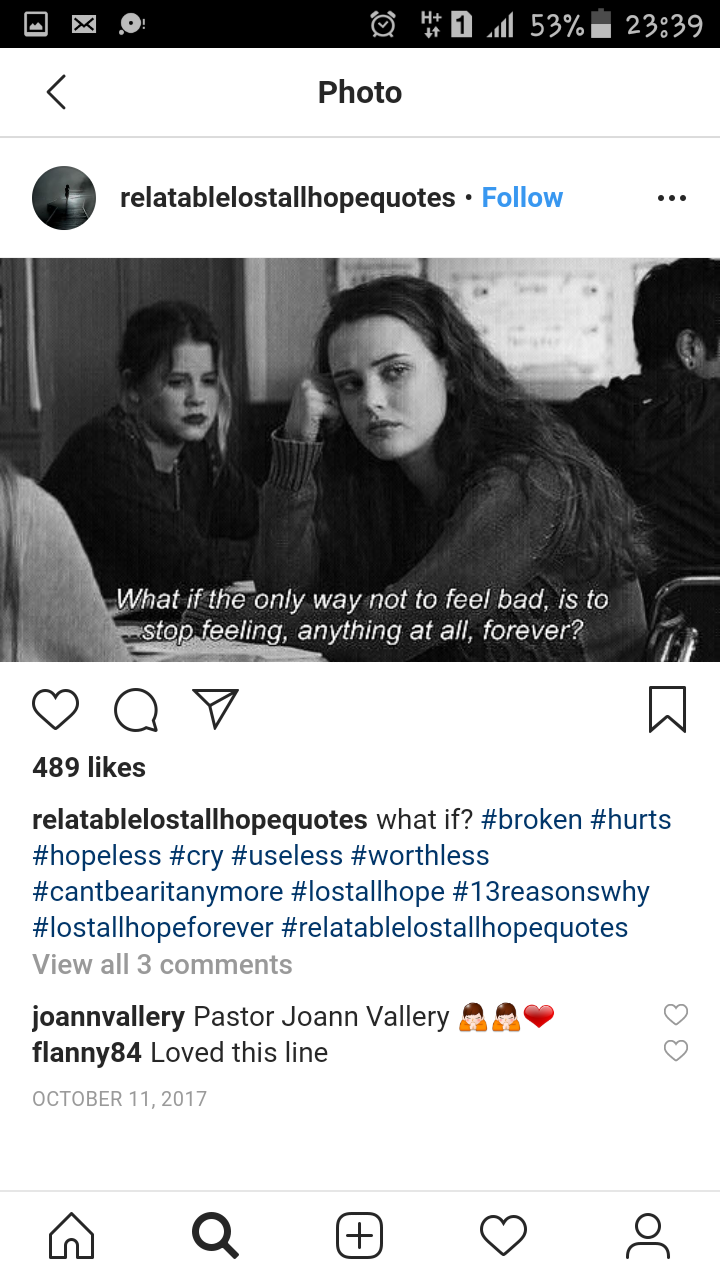 H+ 1 53% 23:39
Photo
relatablelostallhopequotes • Follow
What if the only way not to feel bad, is to
stop feeling, anything at all, forever?
489 likes
relatablelostallhopequotes what if? #broken #hurts
#hopeless #cry #useless #worthless
#cantbearitanymore #lostallhope #13reasonswhy
#lostallhopeforever #relatablelostallhopequotes
View all 3 comments
joannvallery Pastor Joann Vallery 🙏🙏❤️
flanny84 Loved this line
OCTOBER 11, 2017